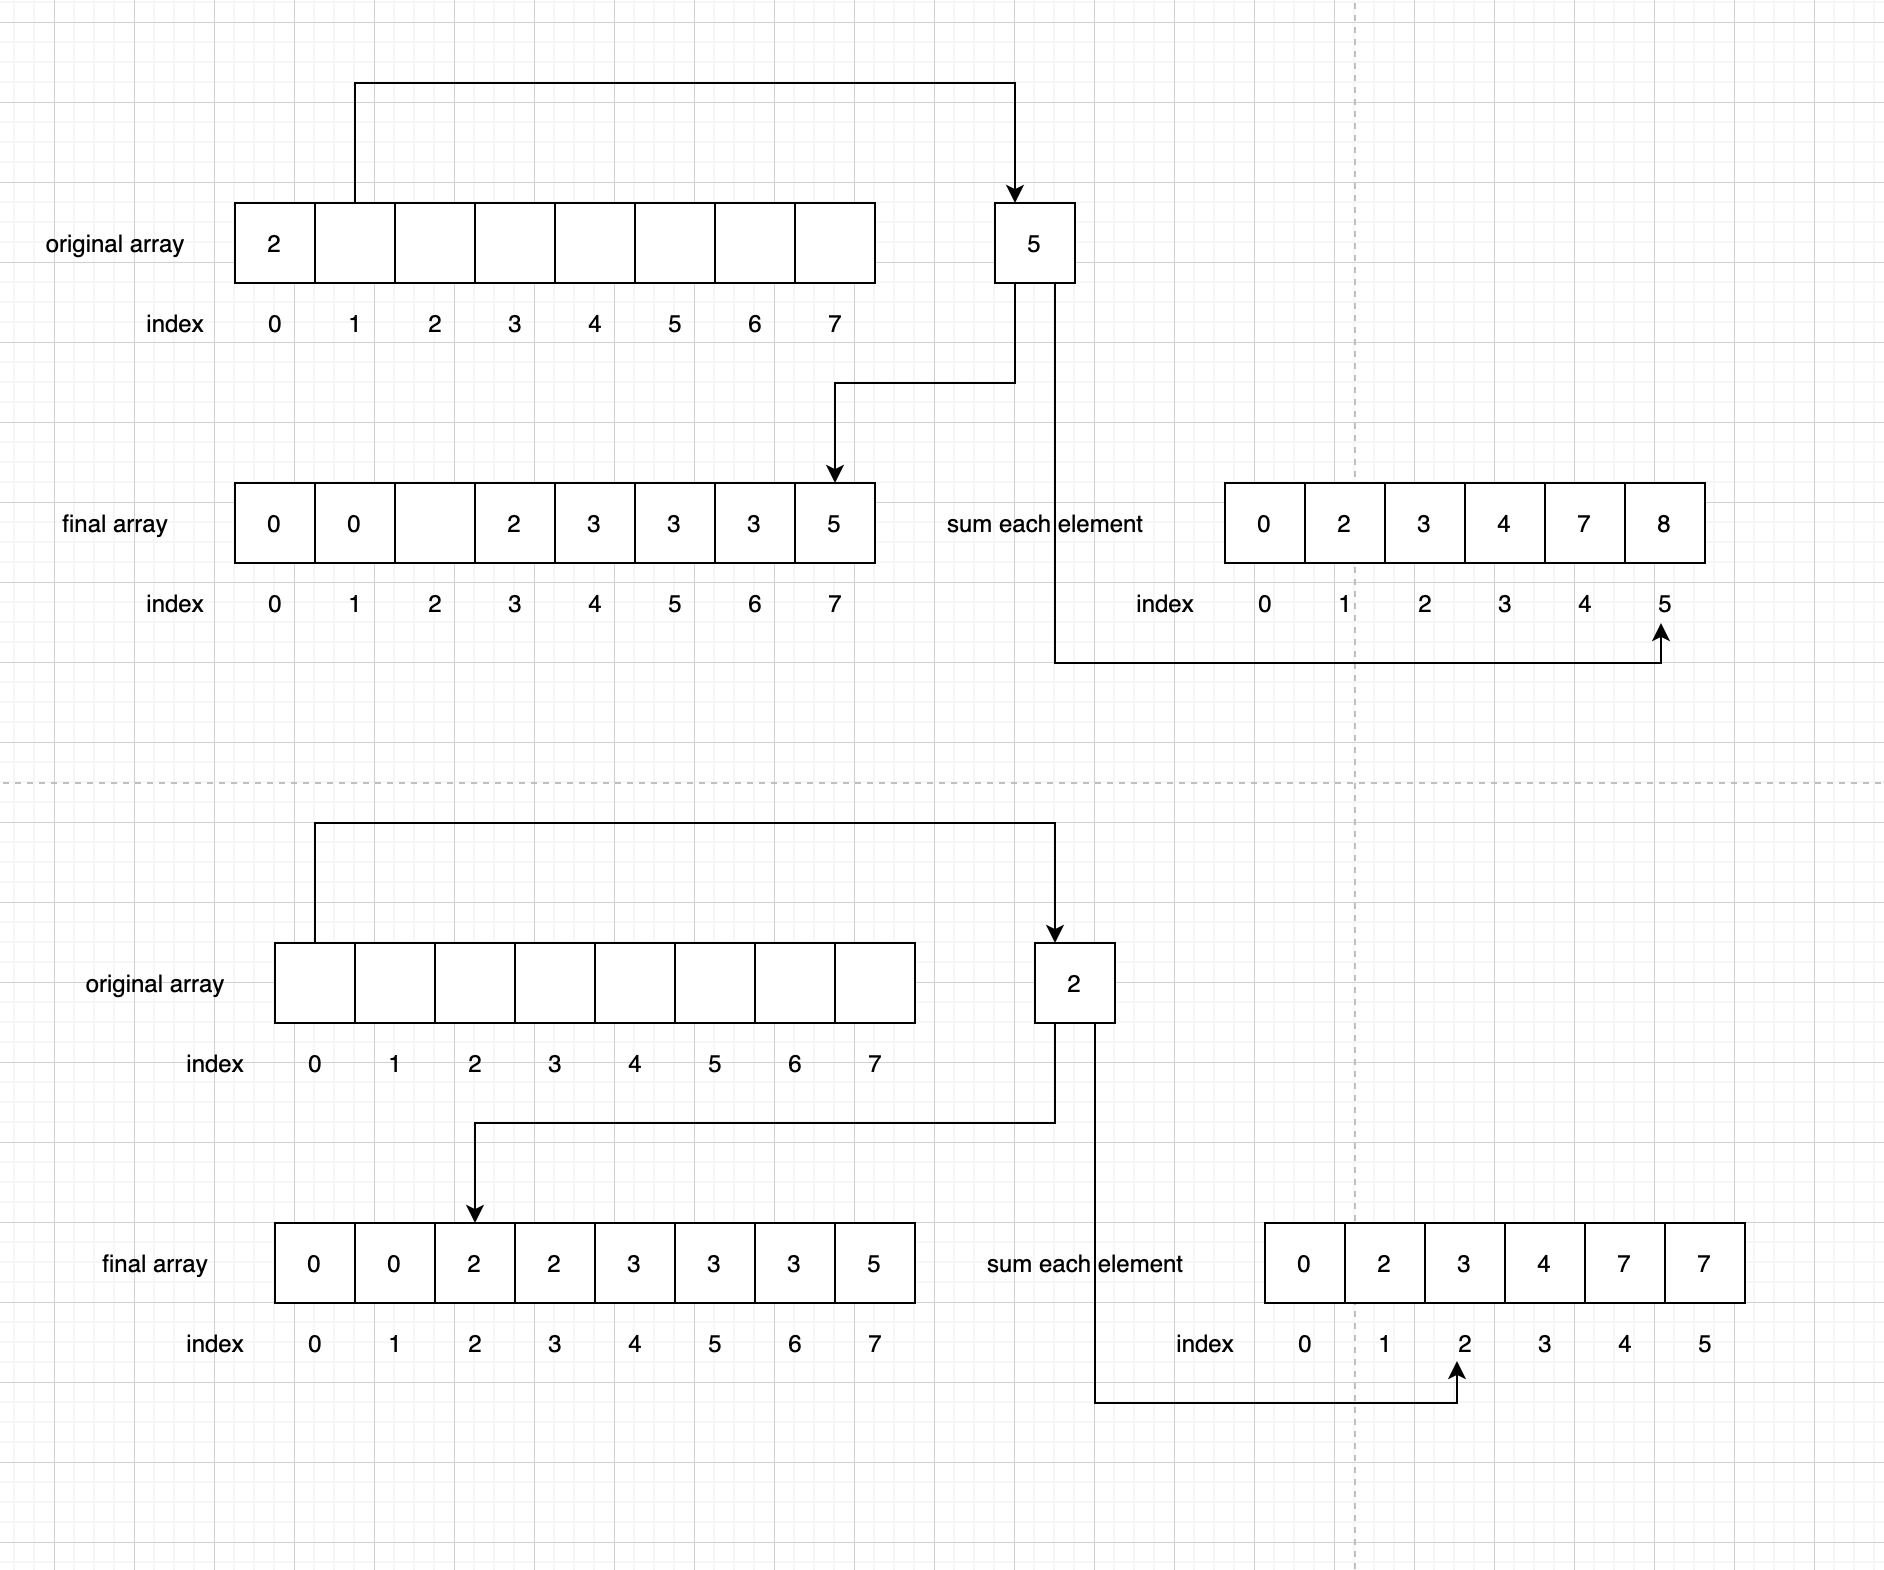 original array 2 5
index 0 1 2 3 4 5 6 7
final array 0 0 2 3 3 3 5
sum each element 0 2 3 4 7 8
index 0 1 2 3 4 5 6 7
index 0 1 2 3 4 5
original array 2
index 0 1 2 3 4 5 6 7
final array 0 0 2 2 3 3 3 5
sum each element 0 2 3 4 7 7
index 0 1 2 3 4 5 6 7
index 0 1 2 3 4 5